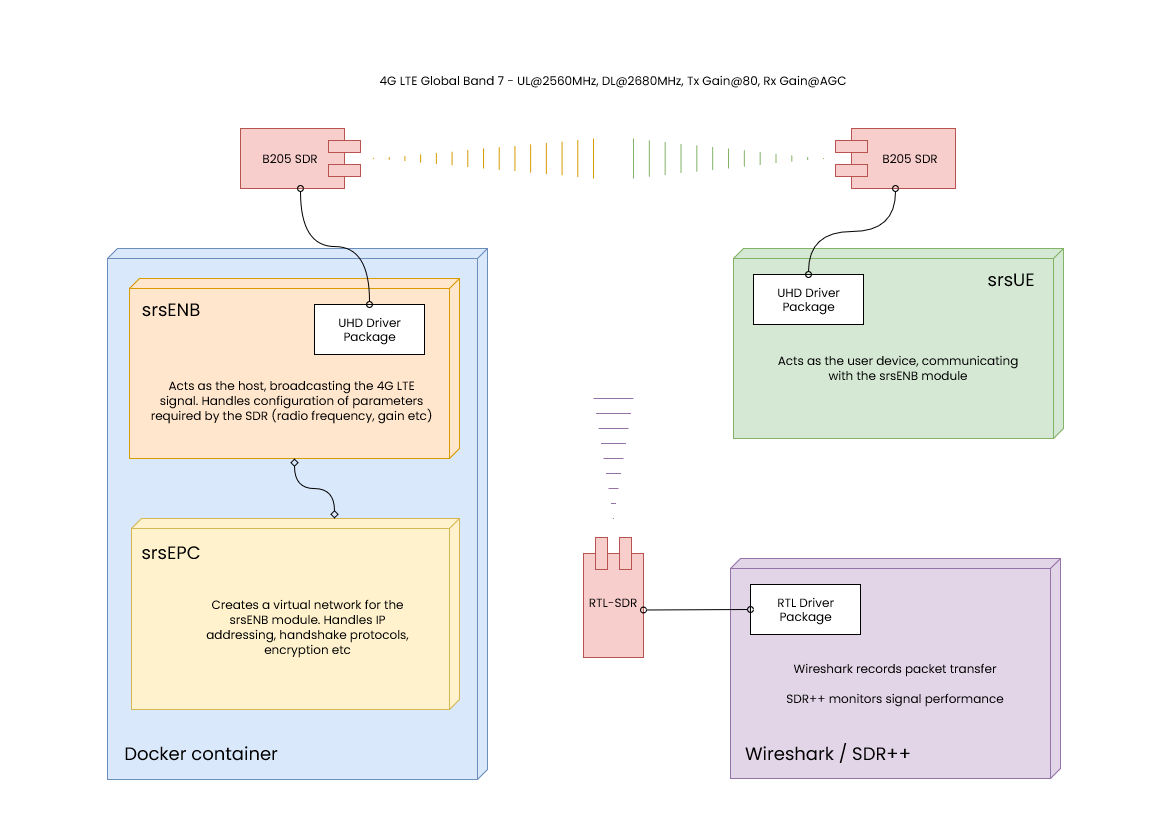 4G LTE Global Band 7 - UL@2560MHz, DL@2680MHz, Tx Gain@80, Rx Gain@AGC
B205 SDR
B205 SDR
srsENB
UHD Driver
Package
Acts as the host, broadcasting the 4G LTE
signal. Handles configuration of parameters
required by the SDR (radio frequency, gain etc)
srsEPC
Creates a virtual network for the
srsENB module. Handles IP
addressing, handshake protocols,
encryption etc
Docker container
UHD Driver
Package
srsUE
Acts as the user device, communicating
with the srsENB module
RTL-SDR
RTL Driver
Package
Wireshark records packet transfer
SDR++ monitors signal performance
Wireshark / SDR++